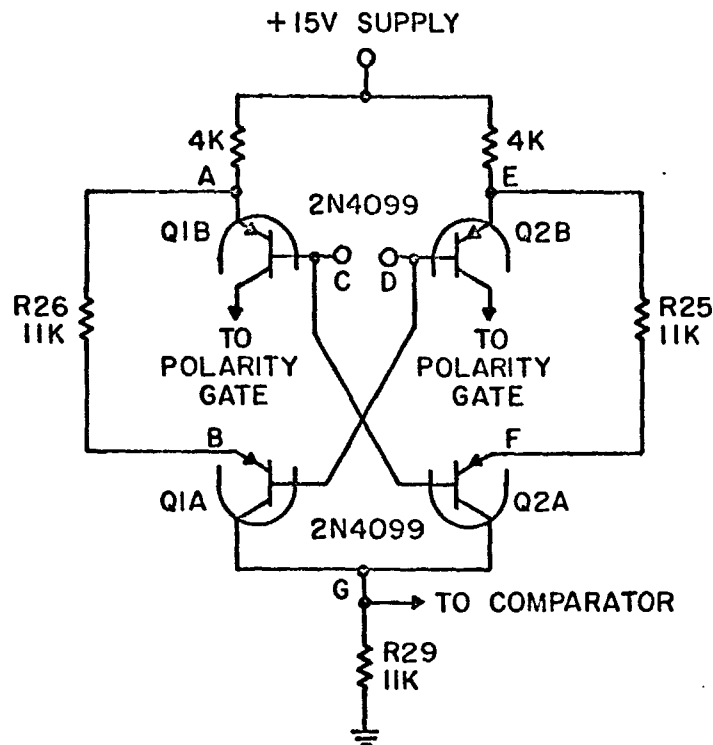 +15V SUPPLY
4K
4K
A
E
2N4099
Q1B
Q2B
C
D
R26
11K
R25
11K
TO
POLARITY
GATE
TO
POLARITY
GATE
B
F
Q1A
Q2A
2N4099
G
TO COMPARATOR
R29
11K